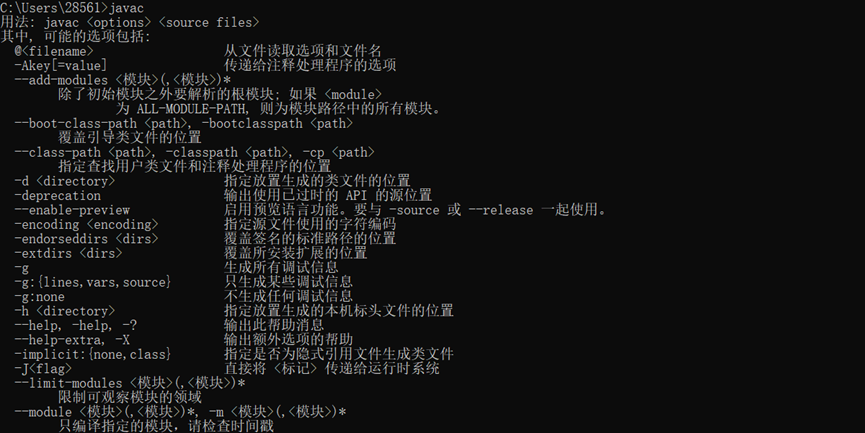 C:\Users\28561>javac
用法: javac <options> <source files>
其中, 可能的选项包括:
@<filename> 从文件读取选项和文件名
-Akey[=value] 传递给注释处理程序的选项
--add-modules <模块>(,<模块>)*
除了初始模块之外要解析的根模块; 如果 <module>
为 ALL-MODULE-PATH, 则为模块路径中的所有模块。
--boot-class-path <path>, -bootclasspath <path>
覆盖引导类文件的位置
--class-path <path>, -classpath <path>, -cp <path>
指定查找用户类文件和注释处理程序的位置
-d <directory> 指定放置生成的类文件的位置
-deprecation 输出使用已过时的 API 的源位置
--enable-preview 启用预览语言功能。要与 -source 或 --release 一起使用。
-encoding <encoding> 指定源文件使用的字符编码
-endorseddirs <dirs> 覆盖签名的标准路径的位置
-extdirs <dirs> 覆盖所安装扩展的位置
-g 生成所有调试信息
-g:{lines,vars,source} 只生成某些调试信息
-g:none 不生成任何调试信息
-h <directory> 指定放置生成的本机标头文件的位置
--help, -help, -? 输出此帮助消息
--help-extra, -X 输出额外选项的帮助
-implicit:{none,class} 指定是否为隐式引用文件生成类文件
-J<flag> 直接将 <标记> 传递给运行时系统
--limit-modules <模块>(,<模块>)*
限制可观察模块的领域
--module <模块>(,<模块>)*, -m <模块>(,<模块>)*
只编译指定的模块，请检查时间戳